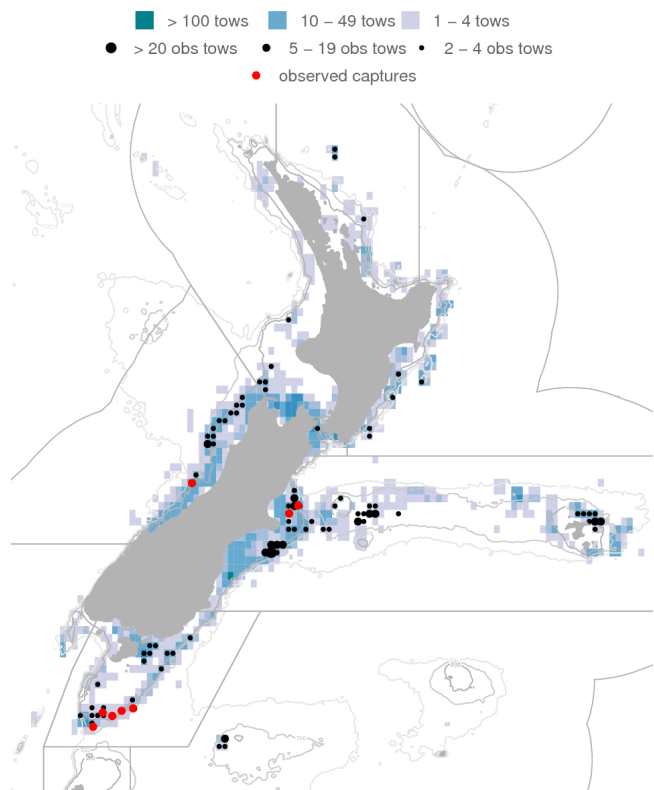 > 100 tows 10 − 49 tows 1 − 4 tows
> 20 obs tows 5 − 19 obs tows 2 − 4 obs tows
observed captures